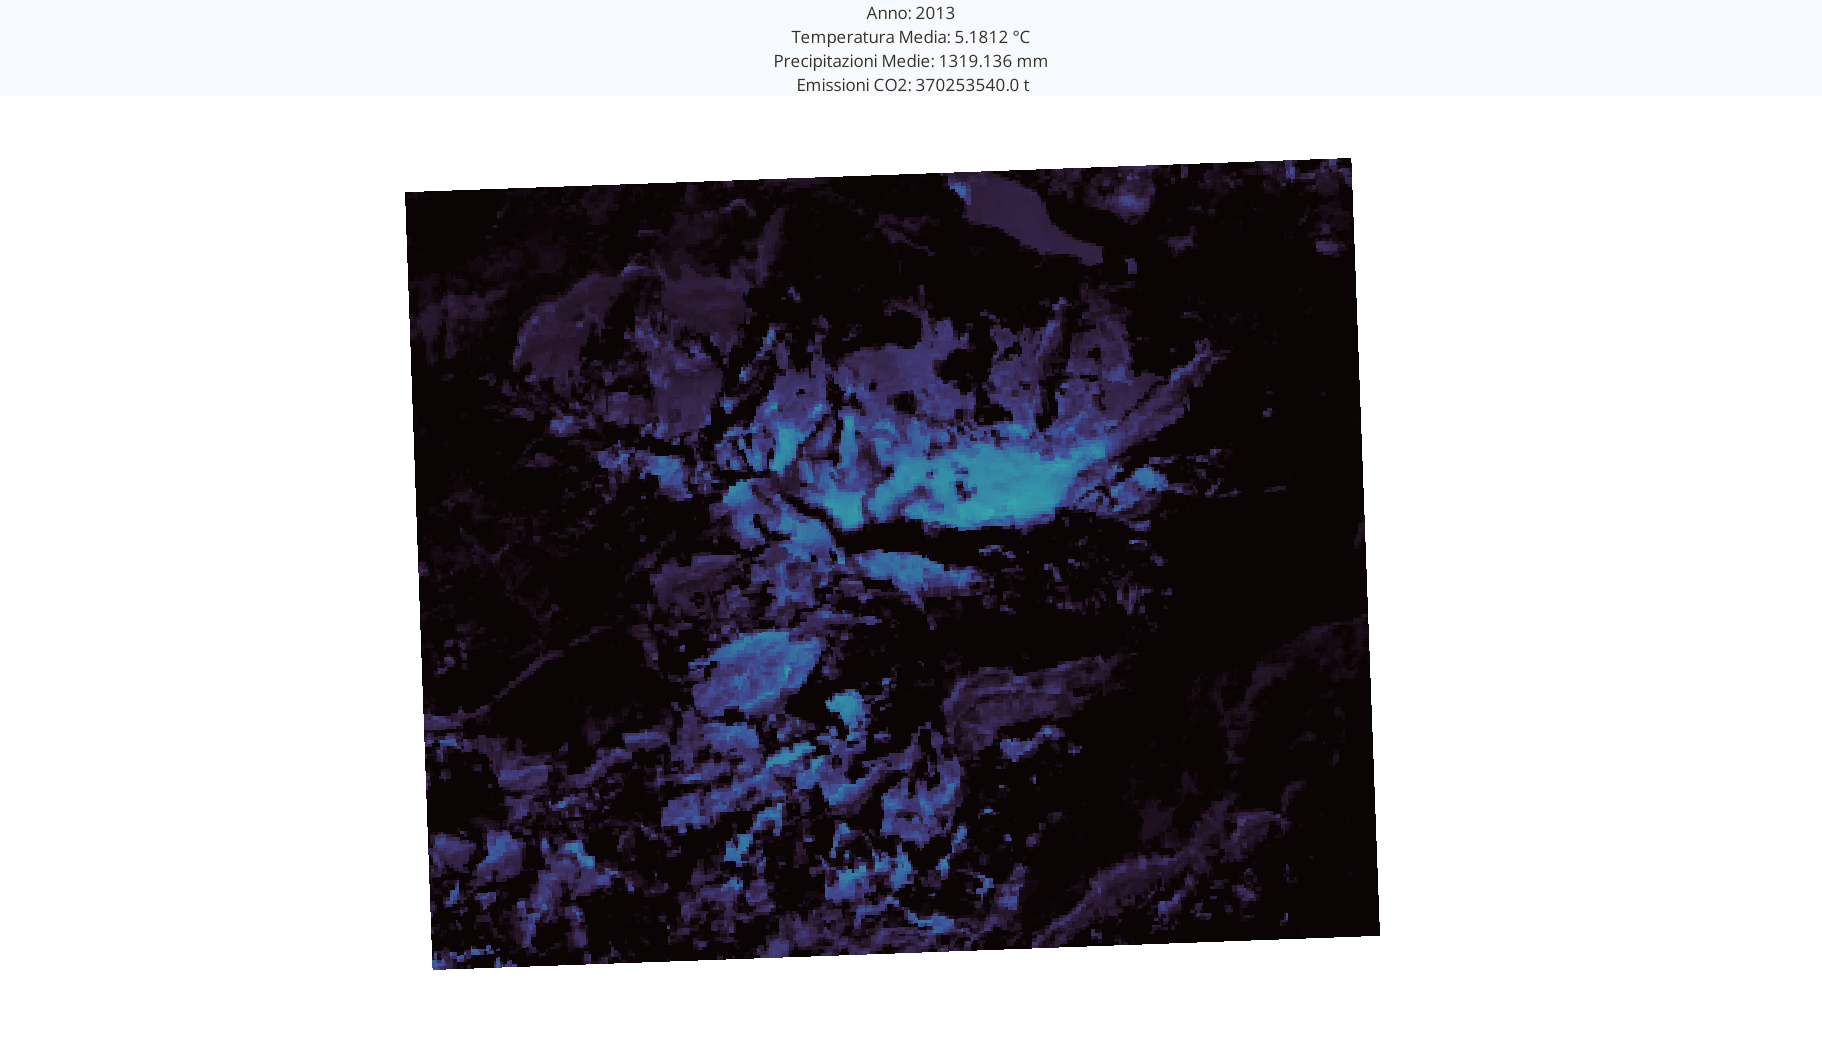 Anno: 2013
Temperatura Media: 5.1812 °C
Precipitazioni Medie: 1319.136 mm
Emissioni CO2: 370253540.0 t